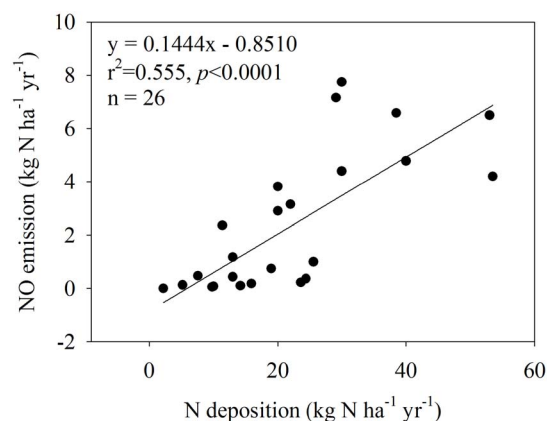 10
8
6
4
2
0
-2
NO emission (kg N ha⁻¹ yr⁻¹)
y = 0.1444x - 0.8510
r²=0.555, p<0.0001
n = 26
0 20 40 60
N deposition (kg N ha⁻¹ yr⁻¹)